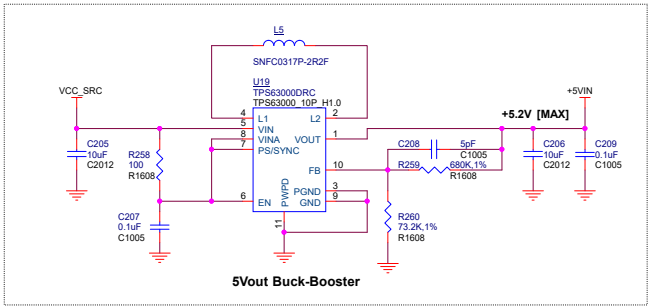 L5
SNFC0317P-2R2F
VCC_SRC
U19
TPS63000DRC
TPS63000_10P_H1.0
+5VIN
+5.2V [MAX]
4 L1 L2 2
5 VIN
8 VINA VOUT 1
7 PS/SYNC
FB 10
6 EN PGND 3
GND 9
PWPD
11
C205
10uF
C2012
R258
100
R1608
C207
0.1uF
C1005
C208 5pF
C1005
R259 680K,1%
R1608
C206
10uF
C2012
C209
0.1uF
C1005
R260
73.2K,1%
R1608
5Vout Buck-Booster